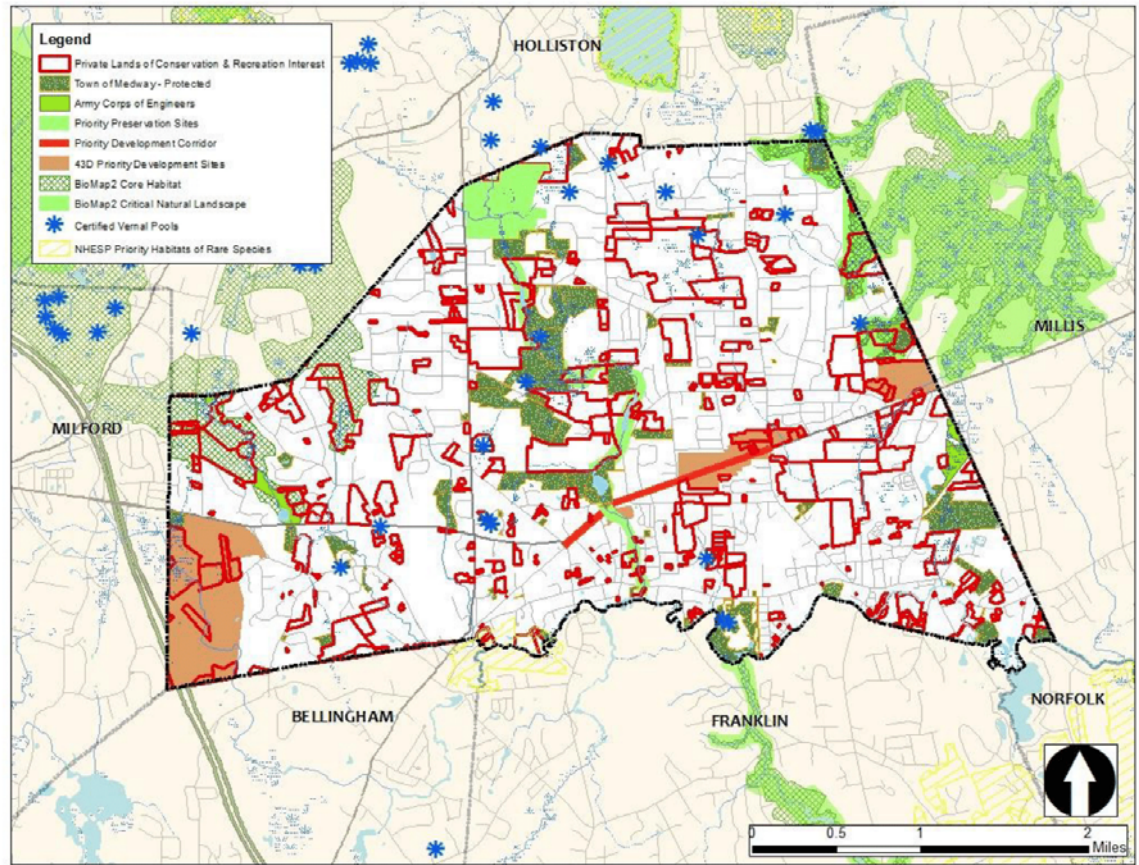 HOLLISTON
Legend
Private Lands of Conservation & Recreation Interest
Town of Medway - Protected
Army Corps of Engineers
Priority Preservation Sites
Priority Development Corridor
43D Priority Development Sites
BioMap2 Core Habitat
BioMap2 Critical Natural Landscape
Certified Vernal Pools
NHESP Priority Habitats of Rare Species
MILLIS
MILFORD
NORFOLK
BELLINGHAM
FRANKLIN
0 0.5 1 2
Miles